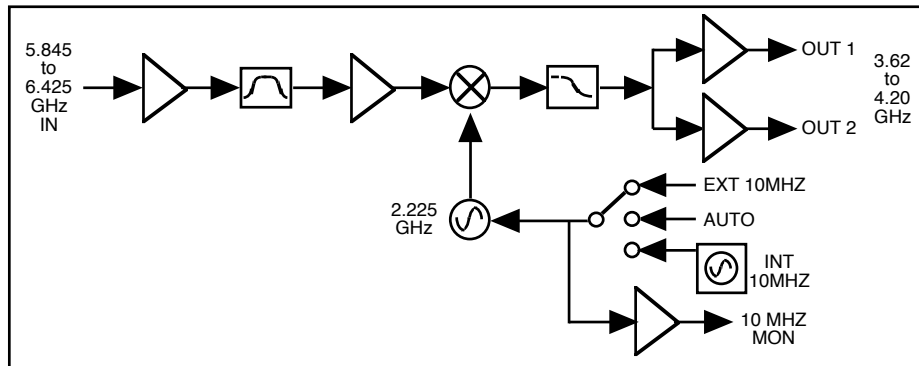 5.845
to
6.425
GHz
IN
OUT 1
OUT 2
3.62
to
4.20
GHz
2.225
GHz
EXT 10MHZ
AUTO
INT
10MHZ
10 MHZ
MON